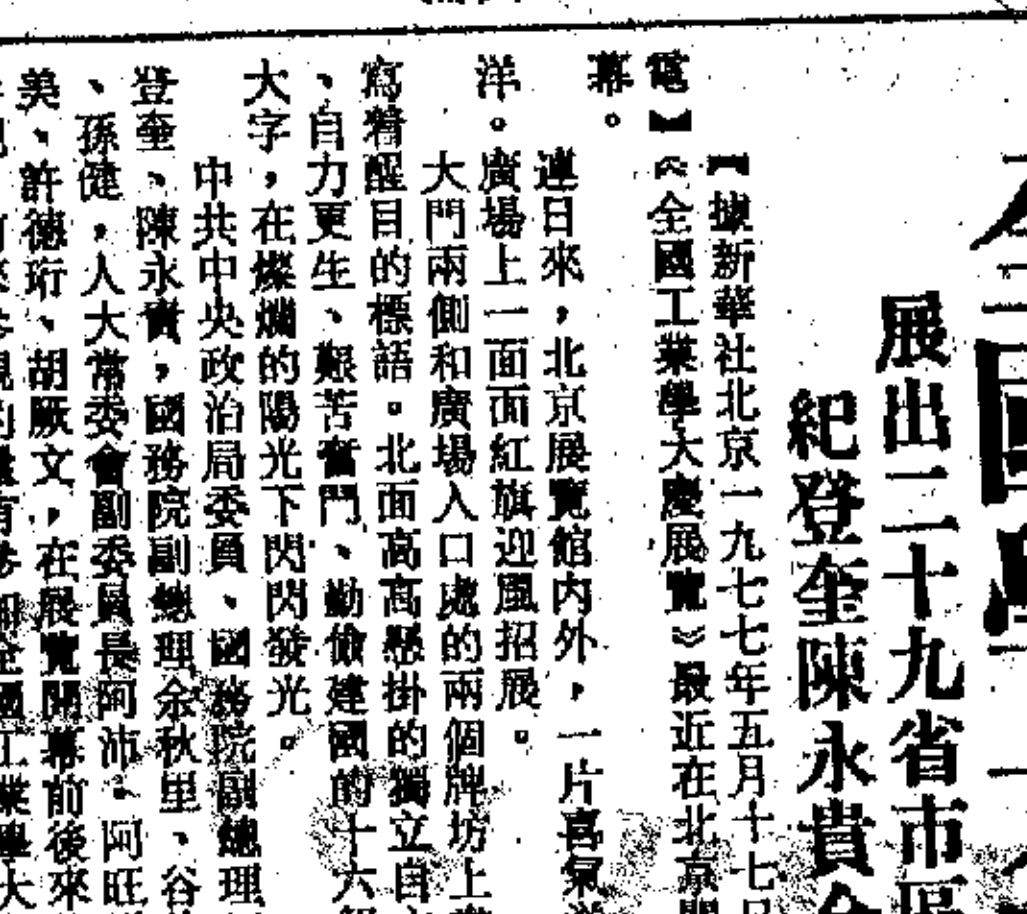 展出二十九省市區
紀登奎陳永貴
【據新華社北京一九七七年五月十七日
電】《全國工業學大慶展覽》最近在北京開
幕。
連日來，北京展覽館內外，一片喜氣洋
洋。廣場上一面面紅旗迎風招展。
大門兩側和廣場入口處的兩個牌坊上
寫着醒目的標語。北面高高懸掛的獨立自
、自力更生、艱苦奮鬥、勤儉建國的十六
大字，在燦爛的陽光下閃閃發光。
中共中央政治局委員、國務院副總理
登奎、陳永貴，國務院副總理余秋里、谷
、孫健，人大常委會副委員長阿沛·阿旺
美、許德珩、胡厥文，在展覽開幕前後來